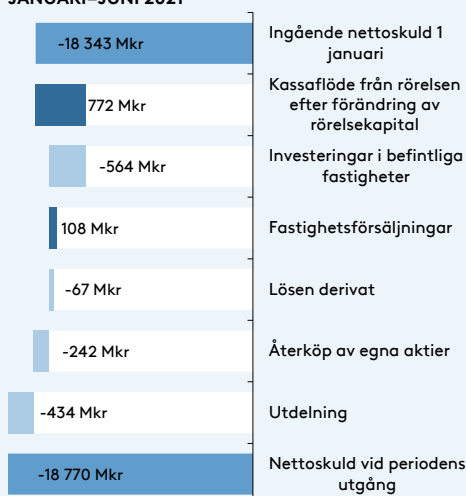 JANUARI–JUNI 2021
-18 343 Mkr
Ingående nettoskuld 1
januari
772 Mkr
Kassaflöde från rörelsen
efter förändring av
rörelsekapital
-564 Mkr
Investeringar i befintliga
fastigheter
108 Mkr
Fastighetsförsäljningar
-67 Mkr
Lösen derivat
-242 Mkr
Återköp av egna aktier
-434 Mkr
Utdelning
-18 770 Mkr
Nettoskuld vid periodens
utgång